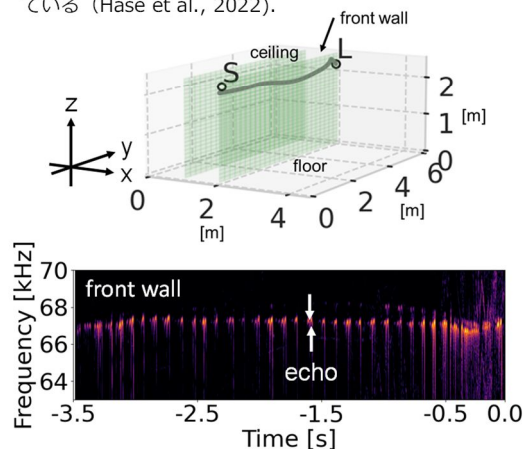 ている（Hase et al., 2022).
front wall
ceiling
S
L
z
y
x
floor
2
1
[m]
0
0
2
4
[m]
0
2
4
6
[m]
70
68
66
64
Frequency [kHz]
front wall
echo
-3.5
-2.5
-1.5
-0.5
0.0
Time [s]